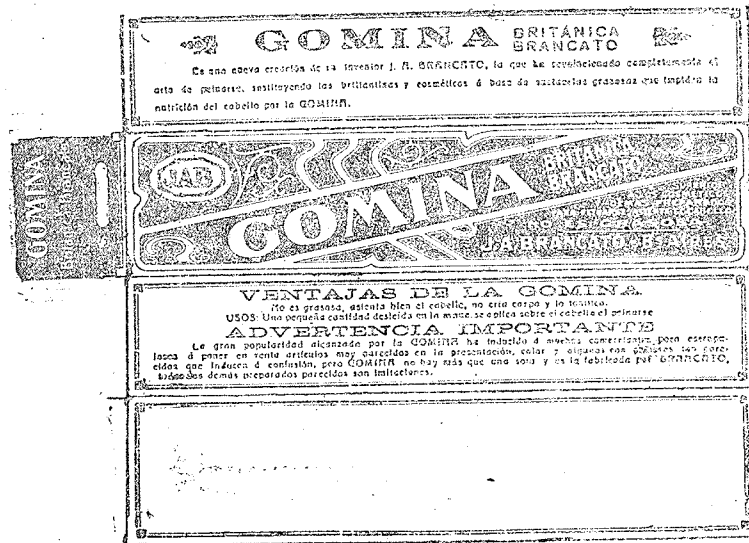 GOMINA BRITÁNICA BRANCATO
Es una nueva creación de su inventor J. A. BRANCATO, la que ha revolucionado completamente el
arte de peinarse, sustituyendo las brillantinas y cosméticos á base de sustancias grasosas que impiden la
nutrición del cabello por la GOMINA.
GOMINA
JAB
GOMINA
BRITÁNICA
BRANCATO
J.A.BRANCATO, B. AIRES
VENTAJAS DE LA GOMINA
No es grasosa, asienta bien el cabello, no cría caspa y lo tonifica.
USOS: Una pequeña cantidad desleída en la mano, se aplica sobre el cabello al peinarse
ADVERTENCIA IMPORTANTE
La gran popularidad alcanzada por la GOMINA ha inducido á muchos comerciantes poco escrupu-
losos á poner en venta artículos muy parecidos en la presentación, color y algunos con nombres tan pare-
cidos que inducen á confusión, pero GOMINA no hay más que una sola y es la fabricada por BRANCATO,
todos los demás preparados parecidos son imitaciones.